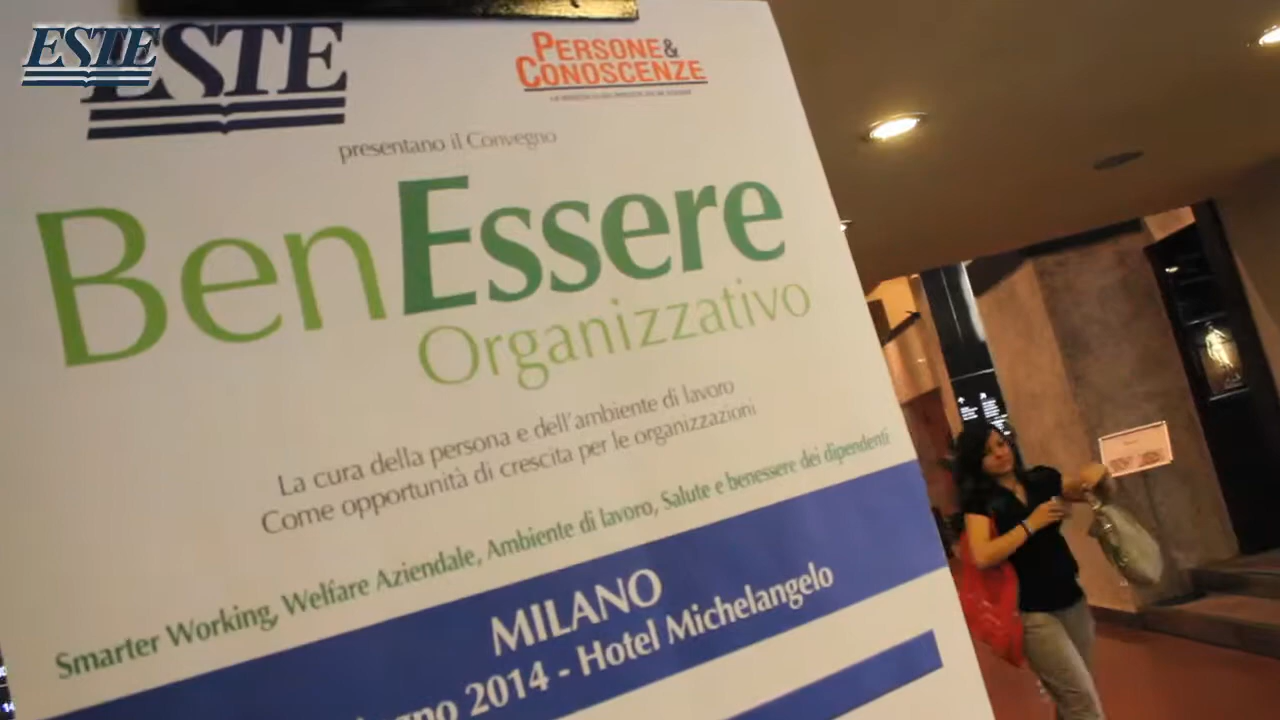 ESTE
ESTE
PERSONE&
CONOSCENZE
presentano il Convegno
BenEssere
Organizzativo
La cura della persona e dell'ambiente di lavoro
Come opportunità di crescita per le organizzazioni
Smarter Working, Welfare Aziendale, Ambiente di lavoro, Salute e benessere dei dipendenti
MILANO
2014 - Hotel Michelangelo